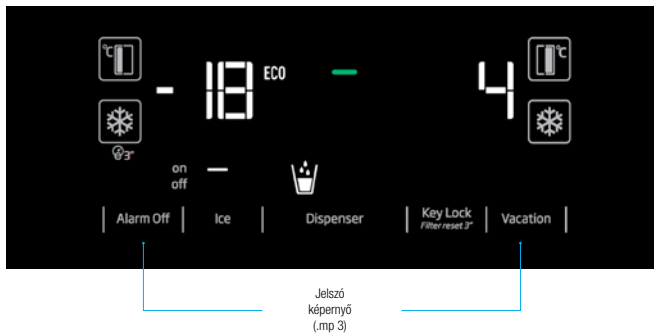 °C
- 18 ECO
4 °C
3"
on
off
Alarm Off
Ice
Dispenser
Key Lock
Filter reset 3"
Vacation
Jelszó
képernyő
(.mp 3)